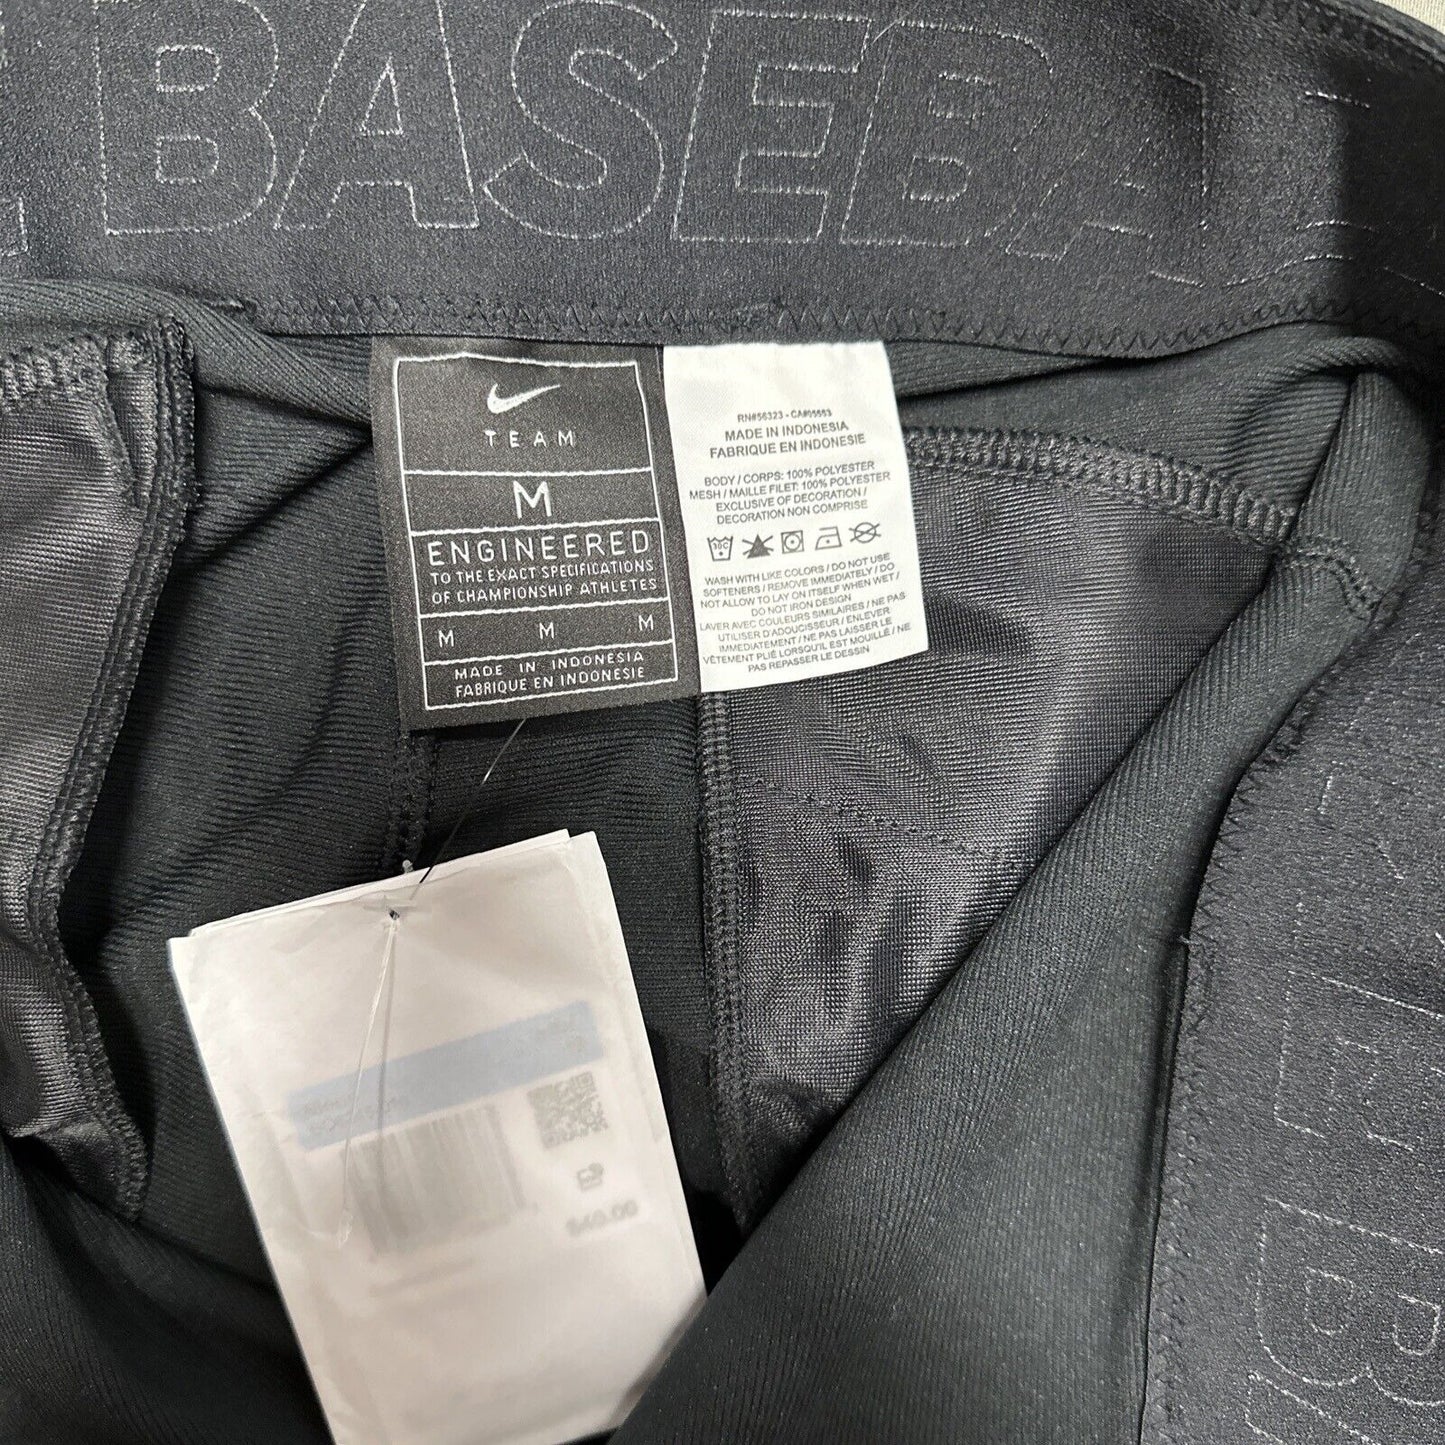 BASEBA
TEAM
M
ENGINEERED
TO THE EXACT SPECIFICATIONS
OF CHAMPIONSHIP ATHLETES
M M M
MADE IN INDONESIA
FABRIQUE EN INDONESIE
RN#56323 - CA#05553
MADE IN INDONESIA
FABRIQUE EN INDONESIE
BODY / CORPS: 100% POLYESTER
MESH / MAILLE FILET: 100% POLYESTER
EXCLUSIVE OF DECORATION /
DECORATION NON COMPRISE
30C
WASH WITH LIKE COLORS / DO NOT USE
SOFTENERS / REMOVE IMMEDIATELY / DO
NOT ALLOW TO LAY ON ITSELF WHEN WET /
DO NOT IRON DESIGN
LAVER AVEC COULEURS SIMILAIRES / NE PAS
UTILISER D'ADOUCISSEUR / ENLEVER
IMMEDIATEMENT / NE PAS LAISSER LE
VÊTEMENT PLIÉ LORSQU'IL EST MOUILLÉ / NE
PAS REPASSER LE DESSIN